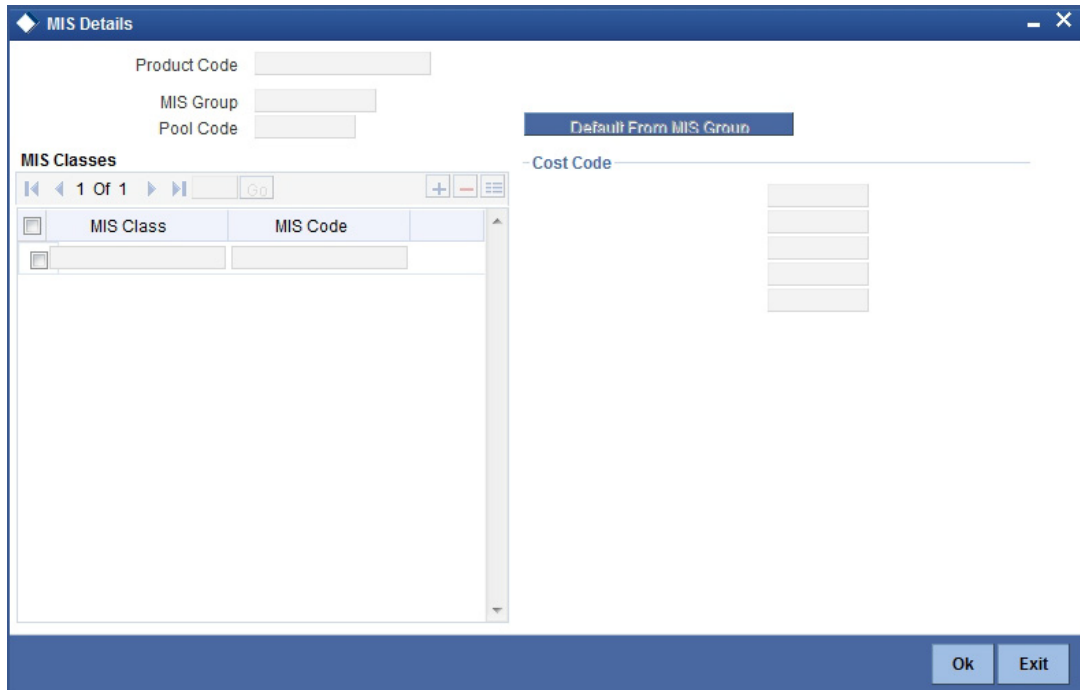 MIS Details
Product Code
MIS Group
Pool Code
Default From MIS Group
MIS Classes
1 Of 1 Go
MIS Class MIS Code
Cost Code
Ok Exit